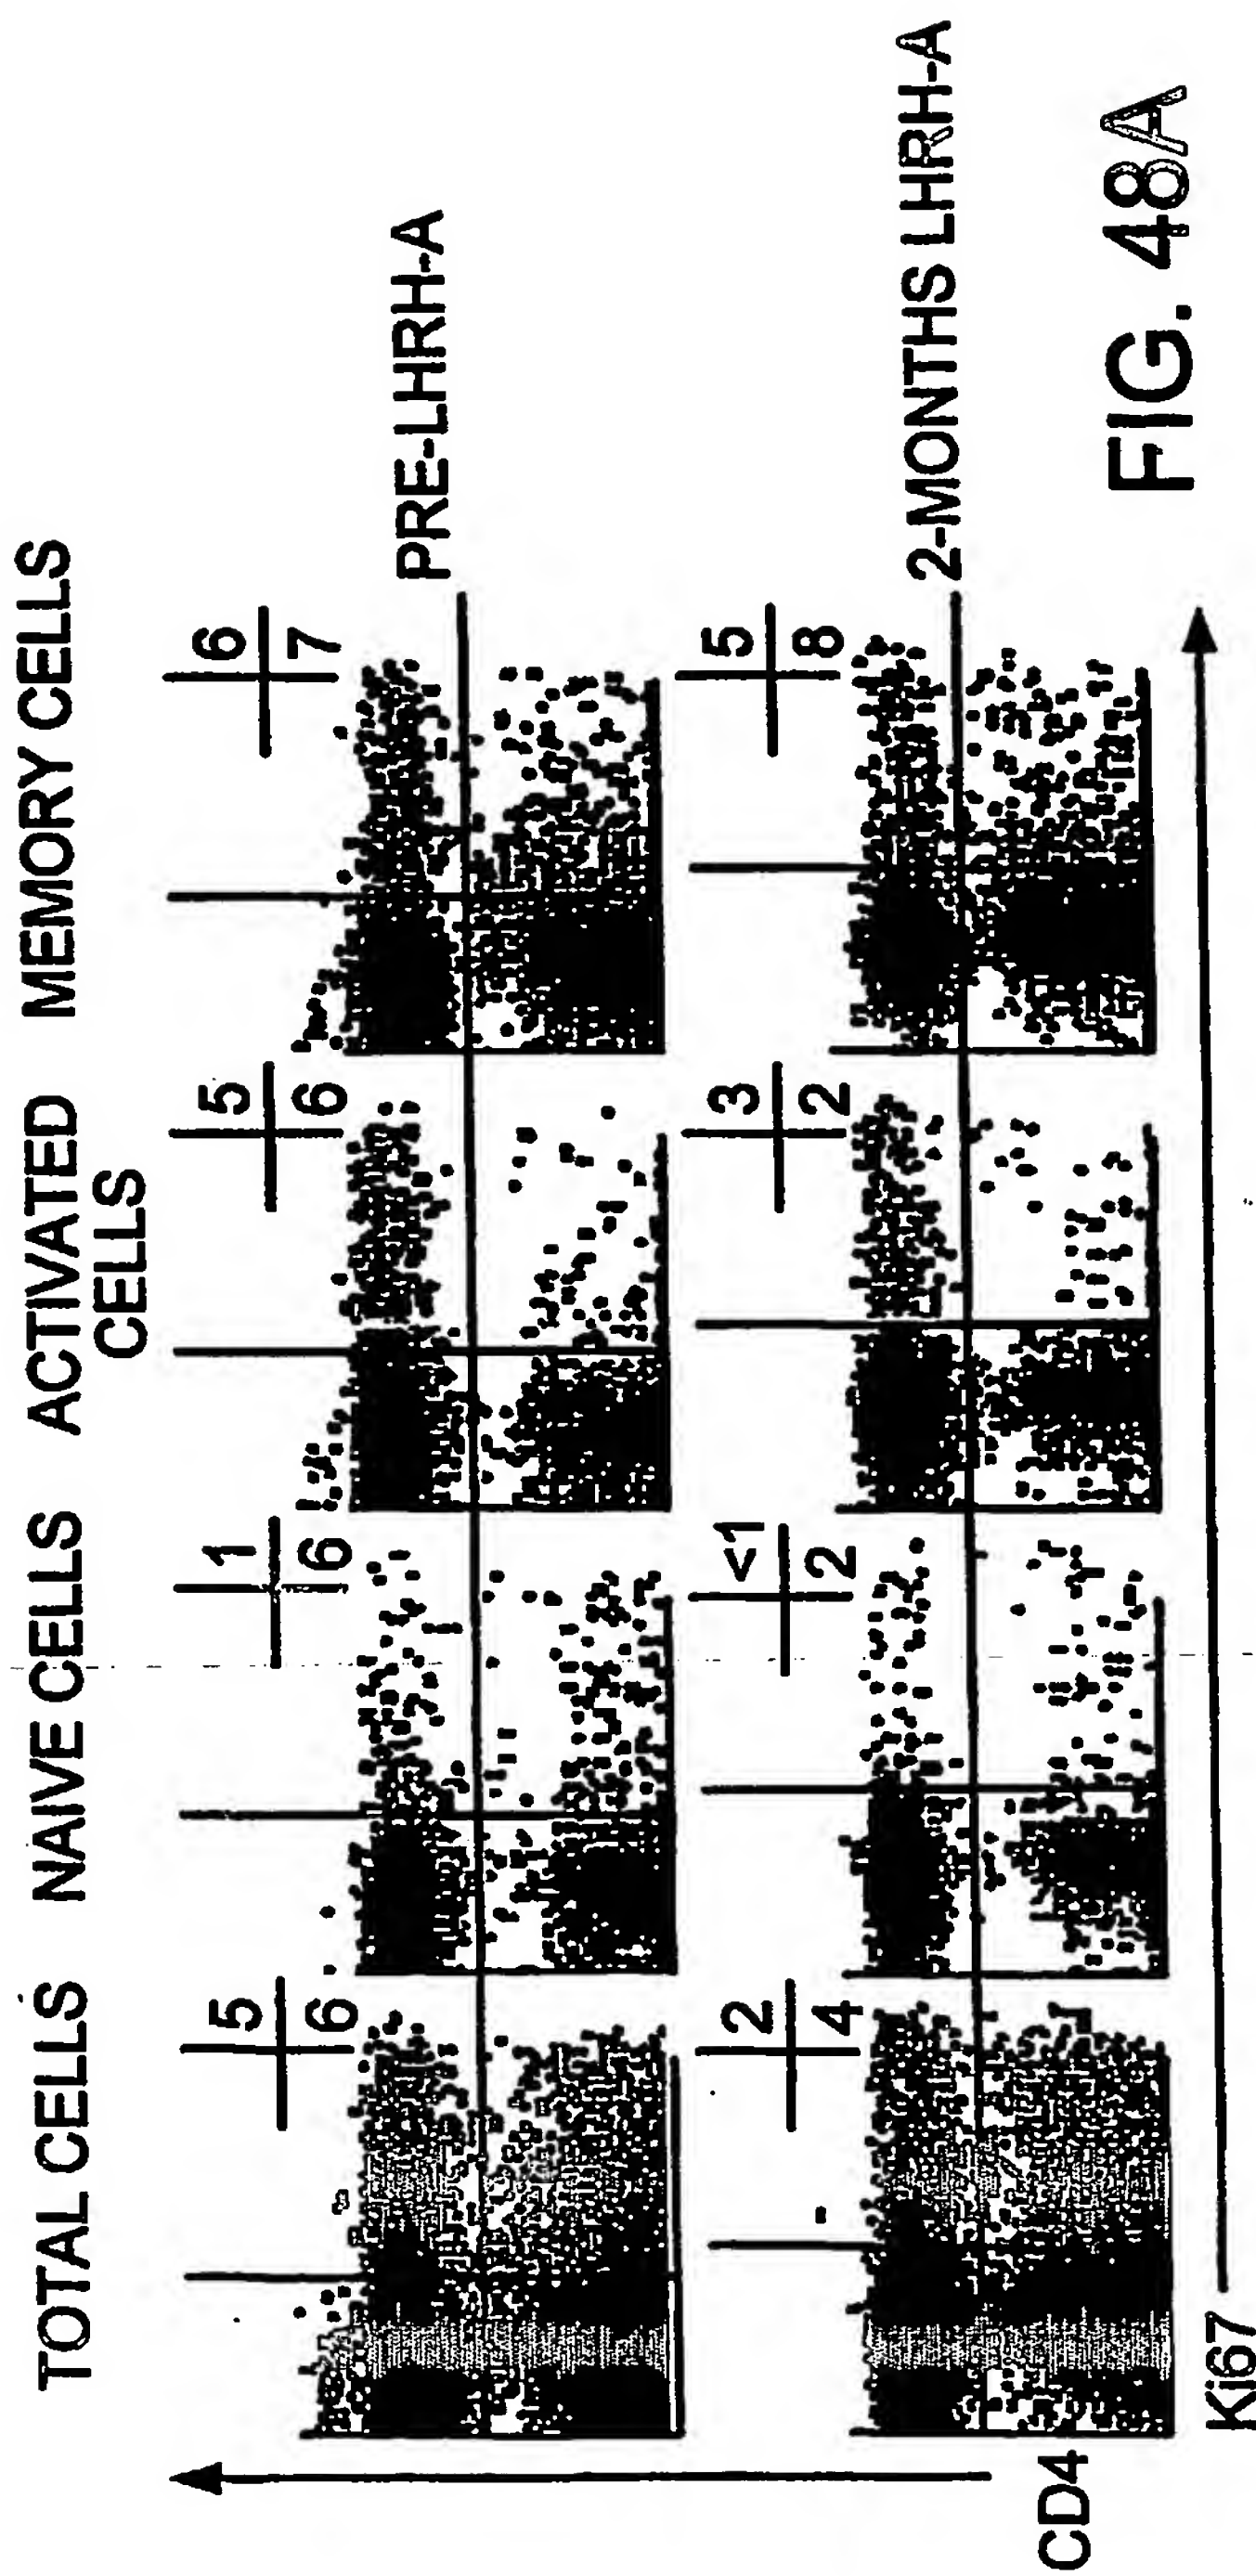 TOTAL CELLS NAIVE CELLS ACTIVATED CELLS MEMORY CELLS
5 1 5 6
6 6 6 7
PRE-LHRH-A
2 <1 3 5
4 2 2 8
2-MONTHS LHRH-A
CD4
Ki67
FIG. 48A